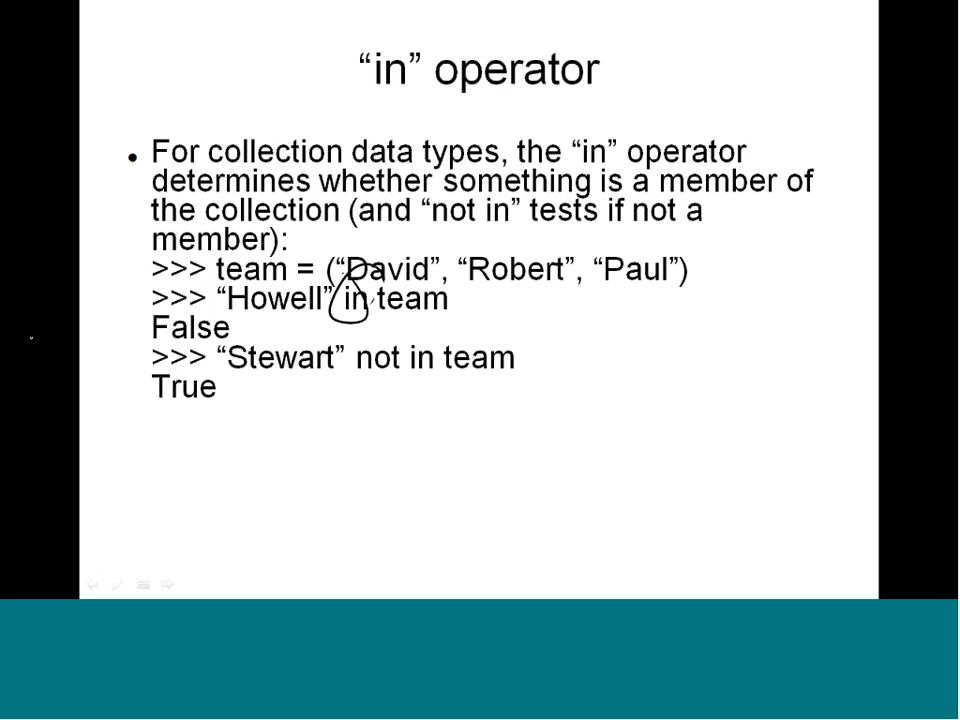 “in” operator
• For collection data types, the “in” operator
determines whether something is a member of
the collection (and “not in” tests if not a
member):
>>> team = (“David”, “Robert”, “Paul”)
>>> “Howell” in team
False
>>> “Stewart” not in team
True